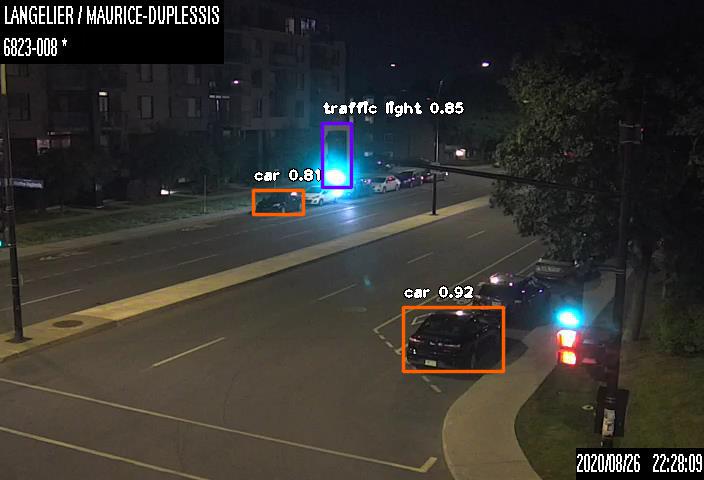 LANGELIER / MAURICE-DUPLESSIS
6823-008 *
traffic light 0.85
car 0.81
car 0.92
2020/08/26 22:28:09